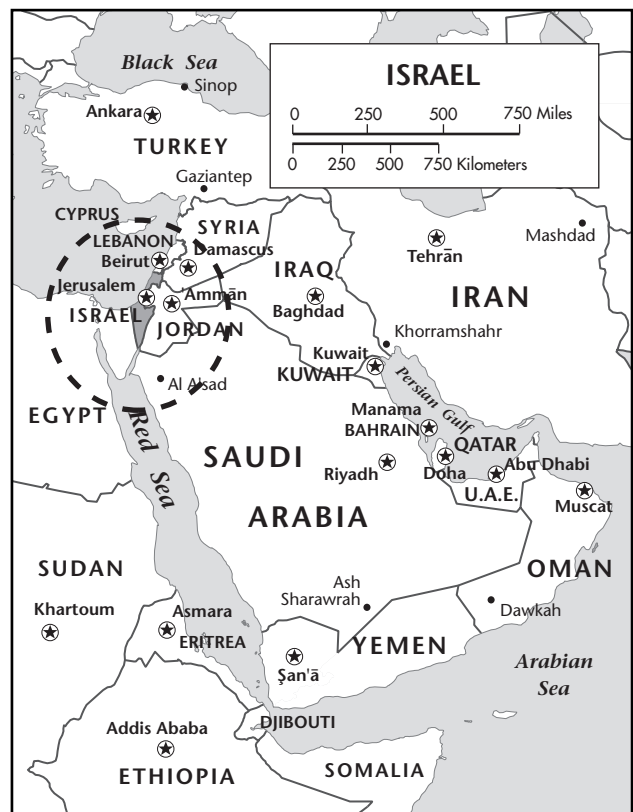 Black Sea
Sinop
ISRAEL
0 250 500 750 Miles
0 250 500 750 Kilometers
Ankara
TURKEY
Gaziantep
CYPRUS
SYRIA
LEBANON
Damascus
Beirut
Mashdad
Tehrān
IRAQ
Jerusalem
'Ammān
Baghdad
IRAN
ISRAEL
JORDAN
Khorramshahr
Kuwait
KUWAIT
Al Alsad
Persian Gulf
EGYPT
Red
Sea
Manama
BAHRAIN
SAUDI
QATAR
Riyadh
Doha
Abu Dhabi
U.A.E.
Muscat
ARABIA
SUDAN
OMAN
Ash
Sharawrah
Khartoum
Asmara
Dawkah
ERITREA
YEMEN
Arabian
Sea
Şan'ā
DJIBOUTI
Addis Ababa
ETHIOPIA
SOMALIA